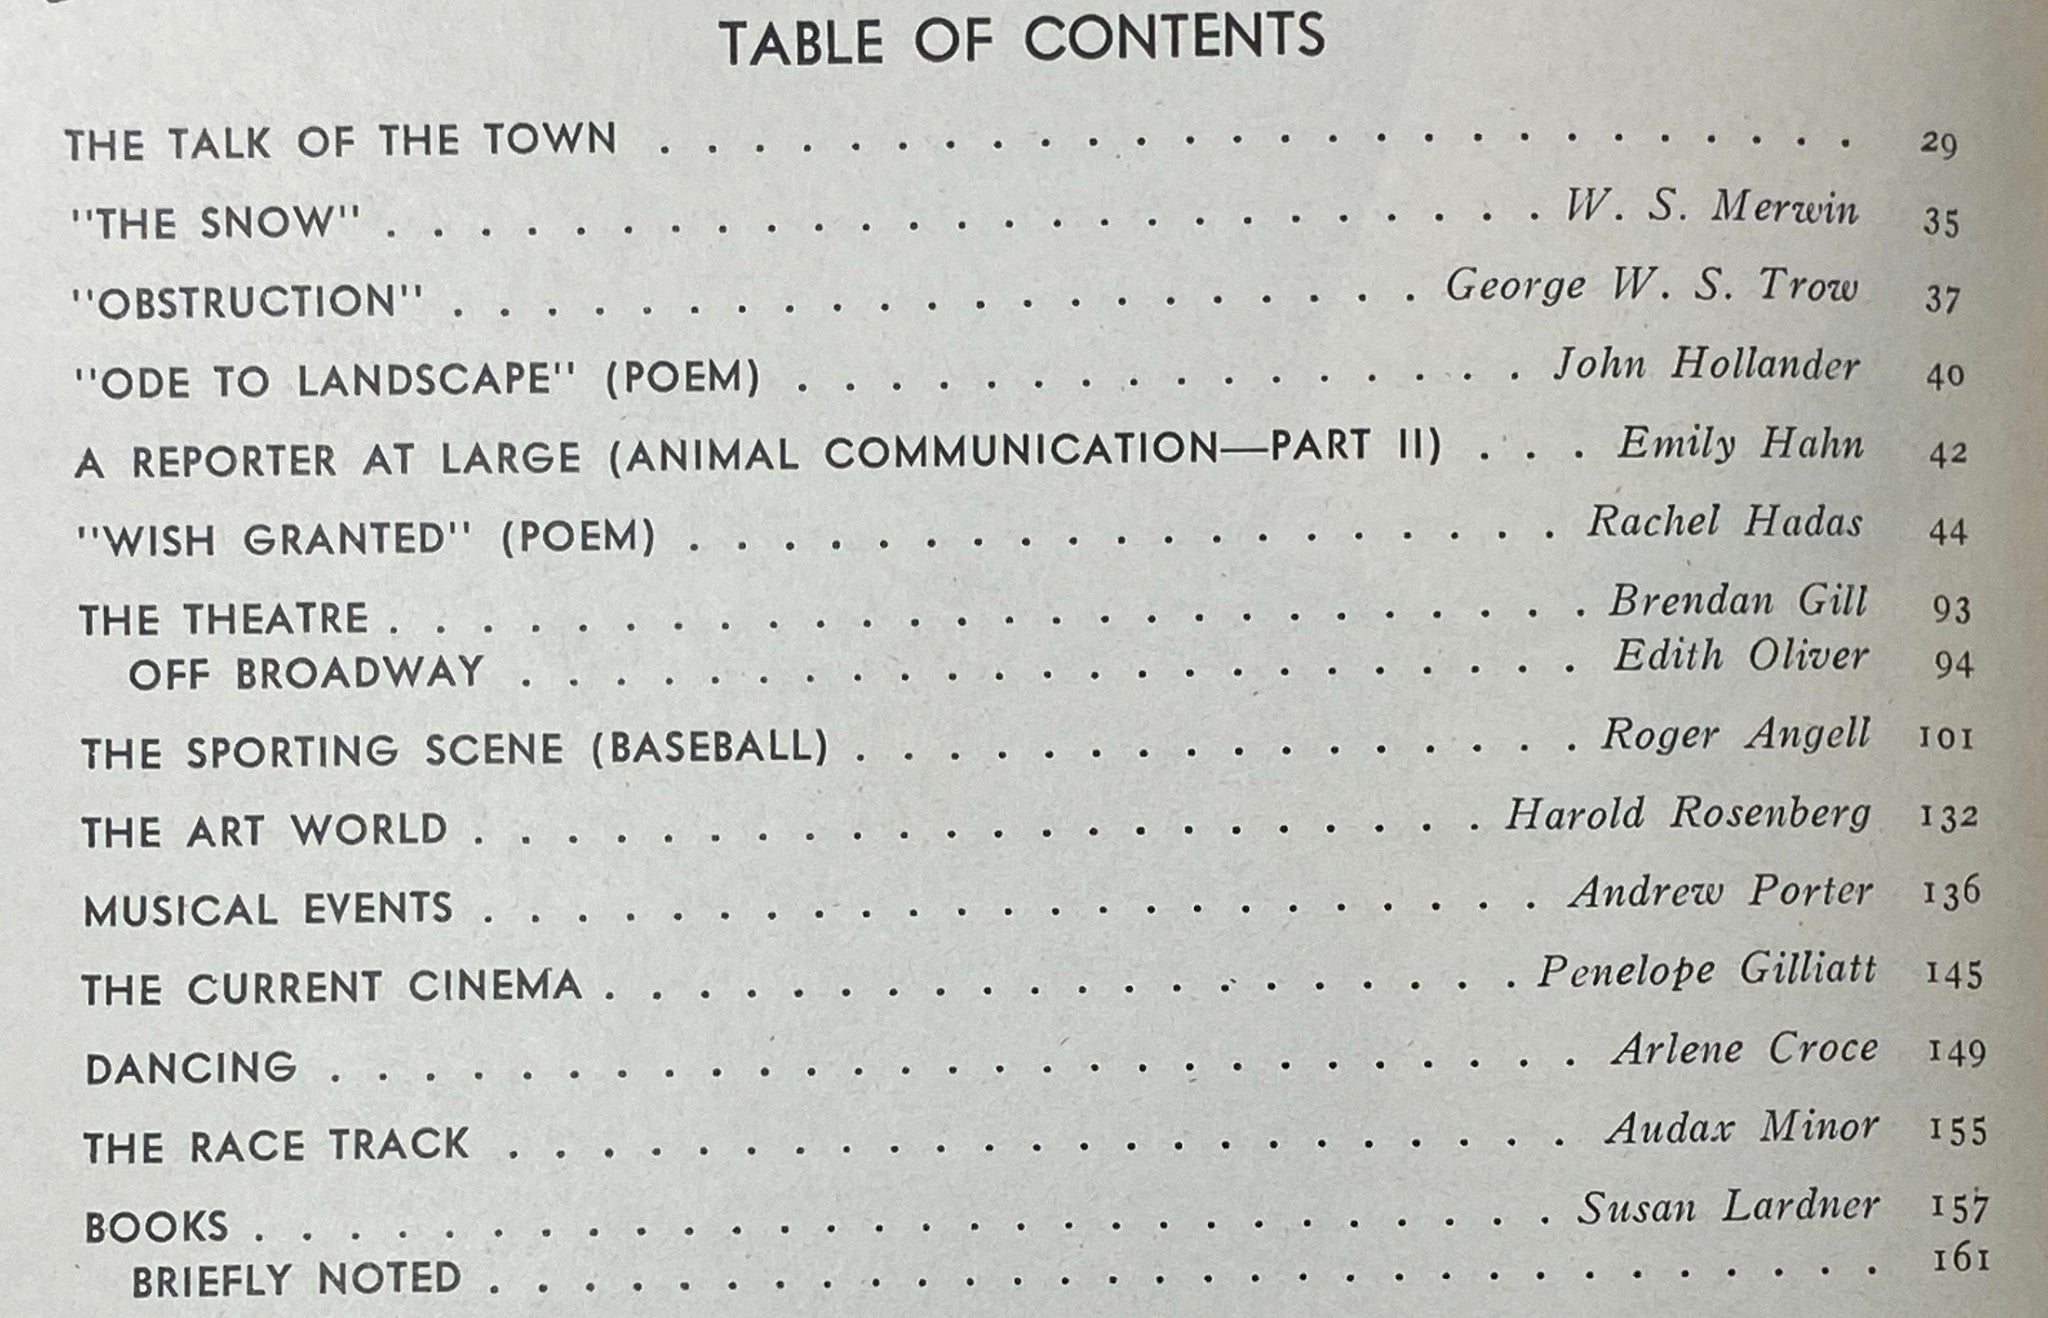 TABLE OF CONTENTS
THE TALK OF THE TOWN . . . . . . . . . . . . . . . . . . . . . . . . . . 29
"THE SNOW" . . . . . . . . . . . . . . . . . . . . . . . . . W. S. Merwin 35
"OBSTRUCTION" . . . . . . . . . . . . . . . . . . . . . George W. S. Trow 37
"ODE TO LANDSCAPE" (POEM) . . . . . . . . . . . . . . . . John Hollander 40
A REPORTER AT LARGE (ANIMAL COMMUNICATION—PART II) . . . Emily Hahn 42
"WISH GRANTED" (POEM) . . . . . . . . . . . . . . . . . . . Rachel Hadas 44
THE THEATRE . . . . . . . . . . . . . . . . . . . . . . . . . . Brendan Gill 93
OFF BROADWAY . . . . . . . . . . . . . . . . . . . . . . . Edith Oliver 94
THE SPORTING SCENE (BASEBALL) . . . . . . . . . . . . . . . . Roger Angell 101
THE ART WORLD . . . . . . . . . . . . . . . . . . . . . . Harold Rosenberg 132
MUSICAL EVENTS . . . . . . . . . . . . . . . . . . . . . . . Andrew Porter 136
THE CURRENT CINEMA . . . . . . . . . . . . . . . . . . . . Penelope Gilliatt 145
DANCING . . . . . . . . . . . . . . . . . . . . . . . . . . . Arlene Croce 149
THE RACE TRACK . . . . . . . . . . . . . . . . . . . . . . . Audax Minor 155
BOOKS . . . . . . . . . . . . . . . . . . . . . . . . . . . . Susan Lardner 157
BRIEFLY NOTED . . . . . . . . . . . . . . . . . . . . . . . . . . . . . . 161